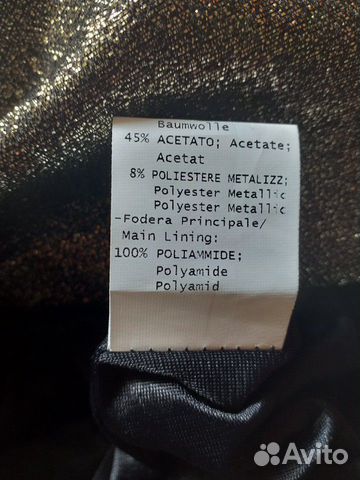 Baumwolle
45% ACETATO; Acetate;
Acetat
8% POLIESTERE METALIZZ;
Polyester Metallic
Polyester Metallic
-Fodera Principale/
Main Lining:
100% POLIAMMIDE;
Polyamide
Polyamid
Avito